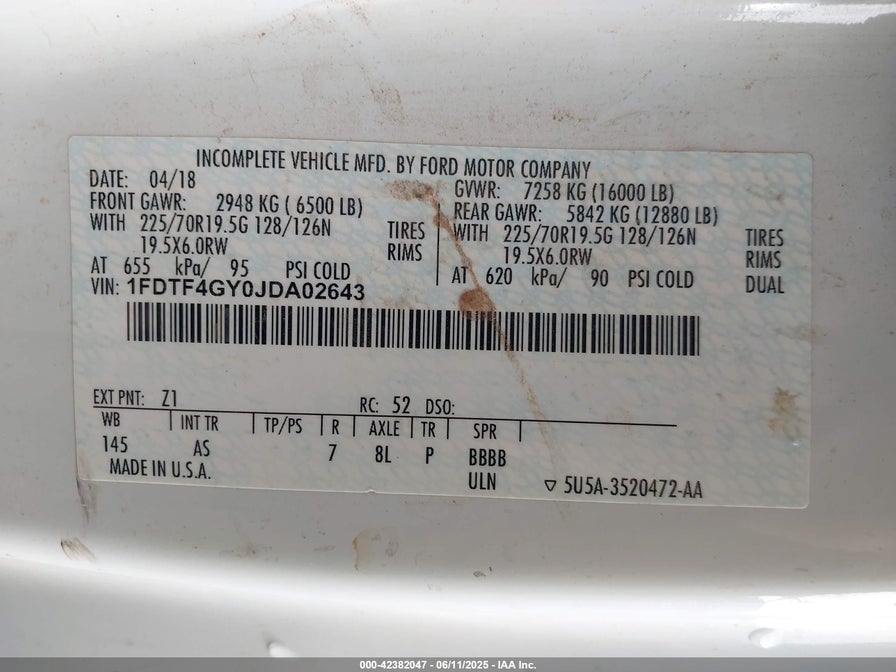 INCOMPLETE VEHICLE MFD. BY FORD MOTOR COMPANY
DATE: 04/18
GVWR: 7258 KG (16000 LB)
FRONT GAWR: 2948 KG ( 6500 LB)
REAR GAWR: 5842 KG (12880 LB)
WITH 225/70R19.5G 128/126N TIRES
WITH 225/70R19.5G 128/126N TIRES
19.5X6.0RW RIMS
19.5X6.0RW RIMS
AT 655 kPa/ 95 PSI COLD
AT 620 kPa/ 90 PSI COLD DUAL
VIN: 1FDTF4GY0JDA02643
EXT PNT: Z1 RC: 52 DSO:
WB INT TR TP/PS R AXLE TR SPR
145 AS 7 8L P BBBB
MADE IN U.S.A. ULN ▽ 5U5A-3520472-AA
000-42382047 - 06/11/2025 - IAA Inc.